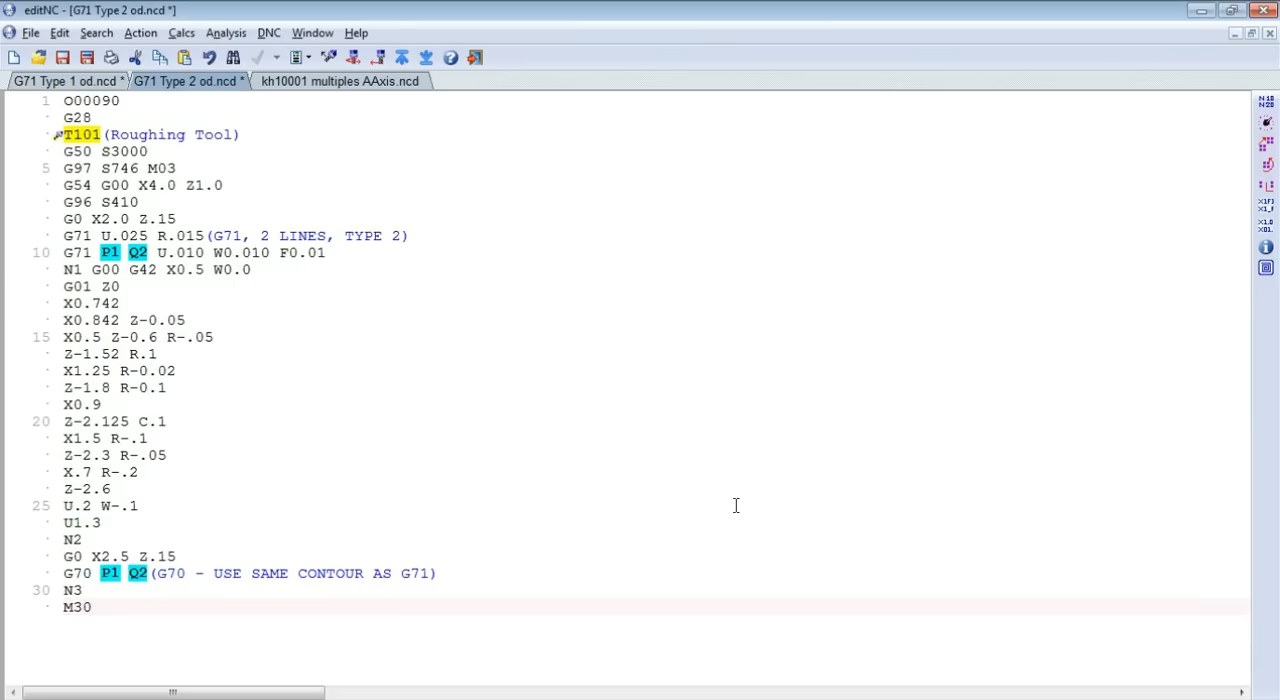 editNC - [G71 Type 2 od.ncd *]
File Edit Search Action Calcs Analysis DNC Window Help
G71 Type 1 od.ncd * G71 Type 2 od.ncd * kh10001 multiples AAxis.ncd
1 O00090
G28
T101(Roughing Tool)
G50 S3000
5 G97 S746 M03
G54 G00 X4.0 Z1.0
G96 S410
G0 X2.0 Z.15
G71 U.025 R.015(G71, 2 LINES, TYPE 2)
10 G71 P1 Q2 U.010 W0.010 F0.01
N1 G00 G42 X0.5 W0.0
G01 Z0
X0.742
X0.842 Z-0.05
15 X0.5 Z-0.6 R-.05
Z-1.52 R.1
X1.25 R-0.02
Z-1.8 R-0.1
X0.9
20 Z-2.125 C.1
X1.5 R-.1
Z-2.3 R-.05
X.7 R-.2
Z-2.6
25 U.2 W-.1
U1.3
N2
G0 X2.5 Z.15
G70 P1 Q2(G70 - USE SAME CONTOUR AS G71)
30 N3
M30